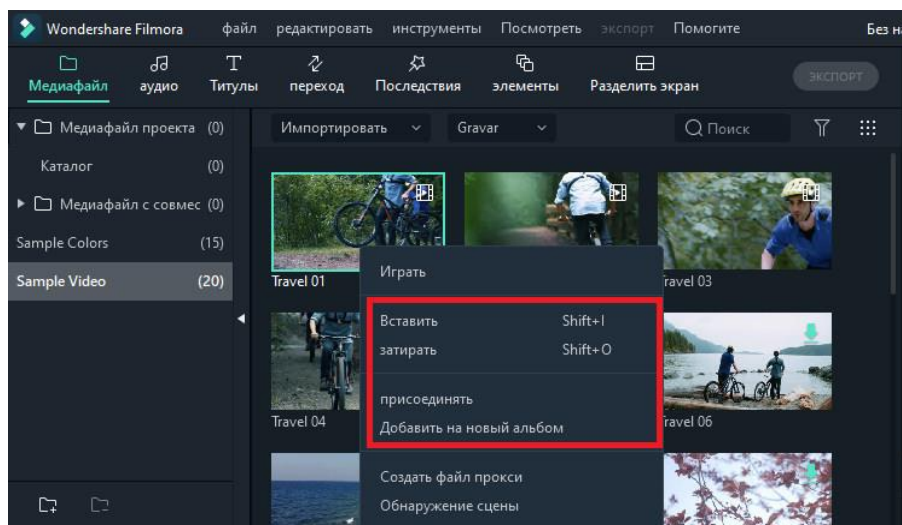 Wondershare Filmora файл редактировать инструменты Посмотреть экспорт Помогите Без на
Медиафайл аудио Титулы переход Последствия элементы Разделить экран ЭКСПОРТ
Медиафайл проекта (0) Импортировать Gravar Поиск
Каталог (0)
Медиафайл с совмес (0)
Sample Colors (15)
Sample Video (20)
Travel 01 Travel 03
Играть
Вставить Shift+I
затирать Shift+O
присоединять
Добавить на новый альбом
Travel 04 Travel 06
Создать файл прокси
Обнаружение сцены